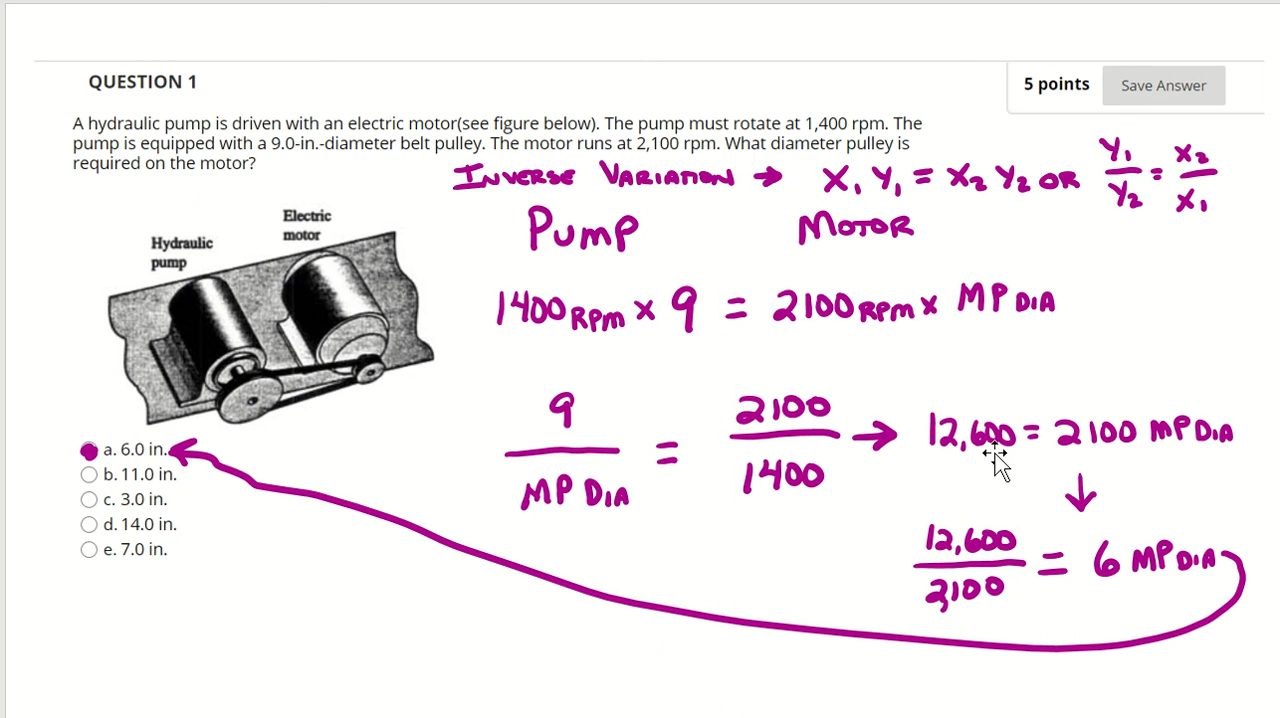 QUESTION 1
5 points
Save Answer
A hydraulic pump is driven with an electric motor(see figure below). The pump must rotate at 1,400 rpm. The
pump is equipped with a 9.0-in.-diameter belt pulley. The motor runs at 2,100 rpm. What diameter pulley is
required on the motor?
INVERSE VARIATION → X₁ Y₁ = X₂ Y₂ OR Y₁/Y₂ = X₂/X₁
PUMP MOTOR
Electric
motor
Hydraulic
pump
1400 RPM x 9 = 2100 RPM x MP DIA
9/MP DIA = 2100/1400 → 12,600 = 2100 MP DIA
↓
12,600/2100 = 6 MP DIA
a. 6.0 in.
b. 11.0 in.
c. 3.0 in.
d. 14.0 in.
e. 7.0 in.